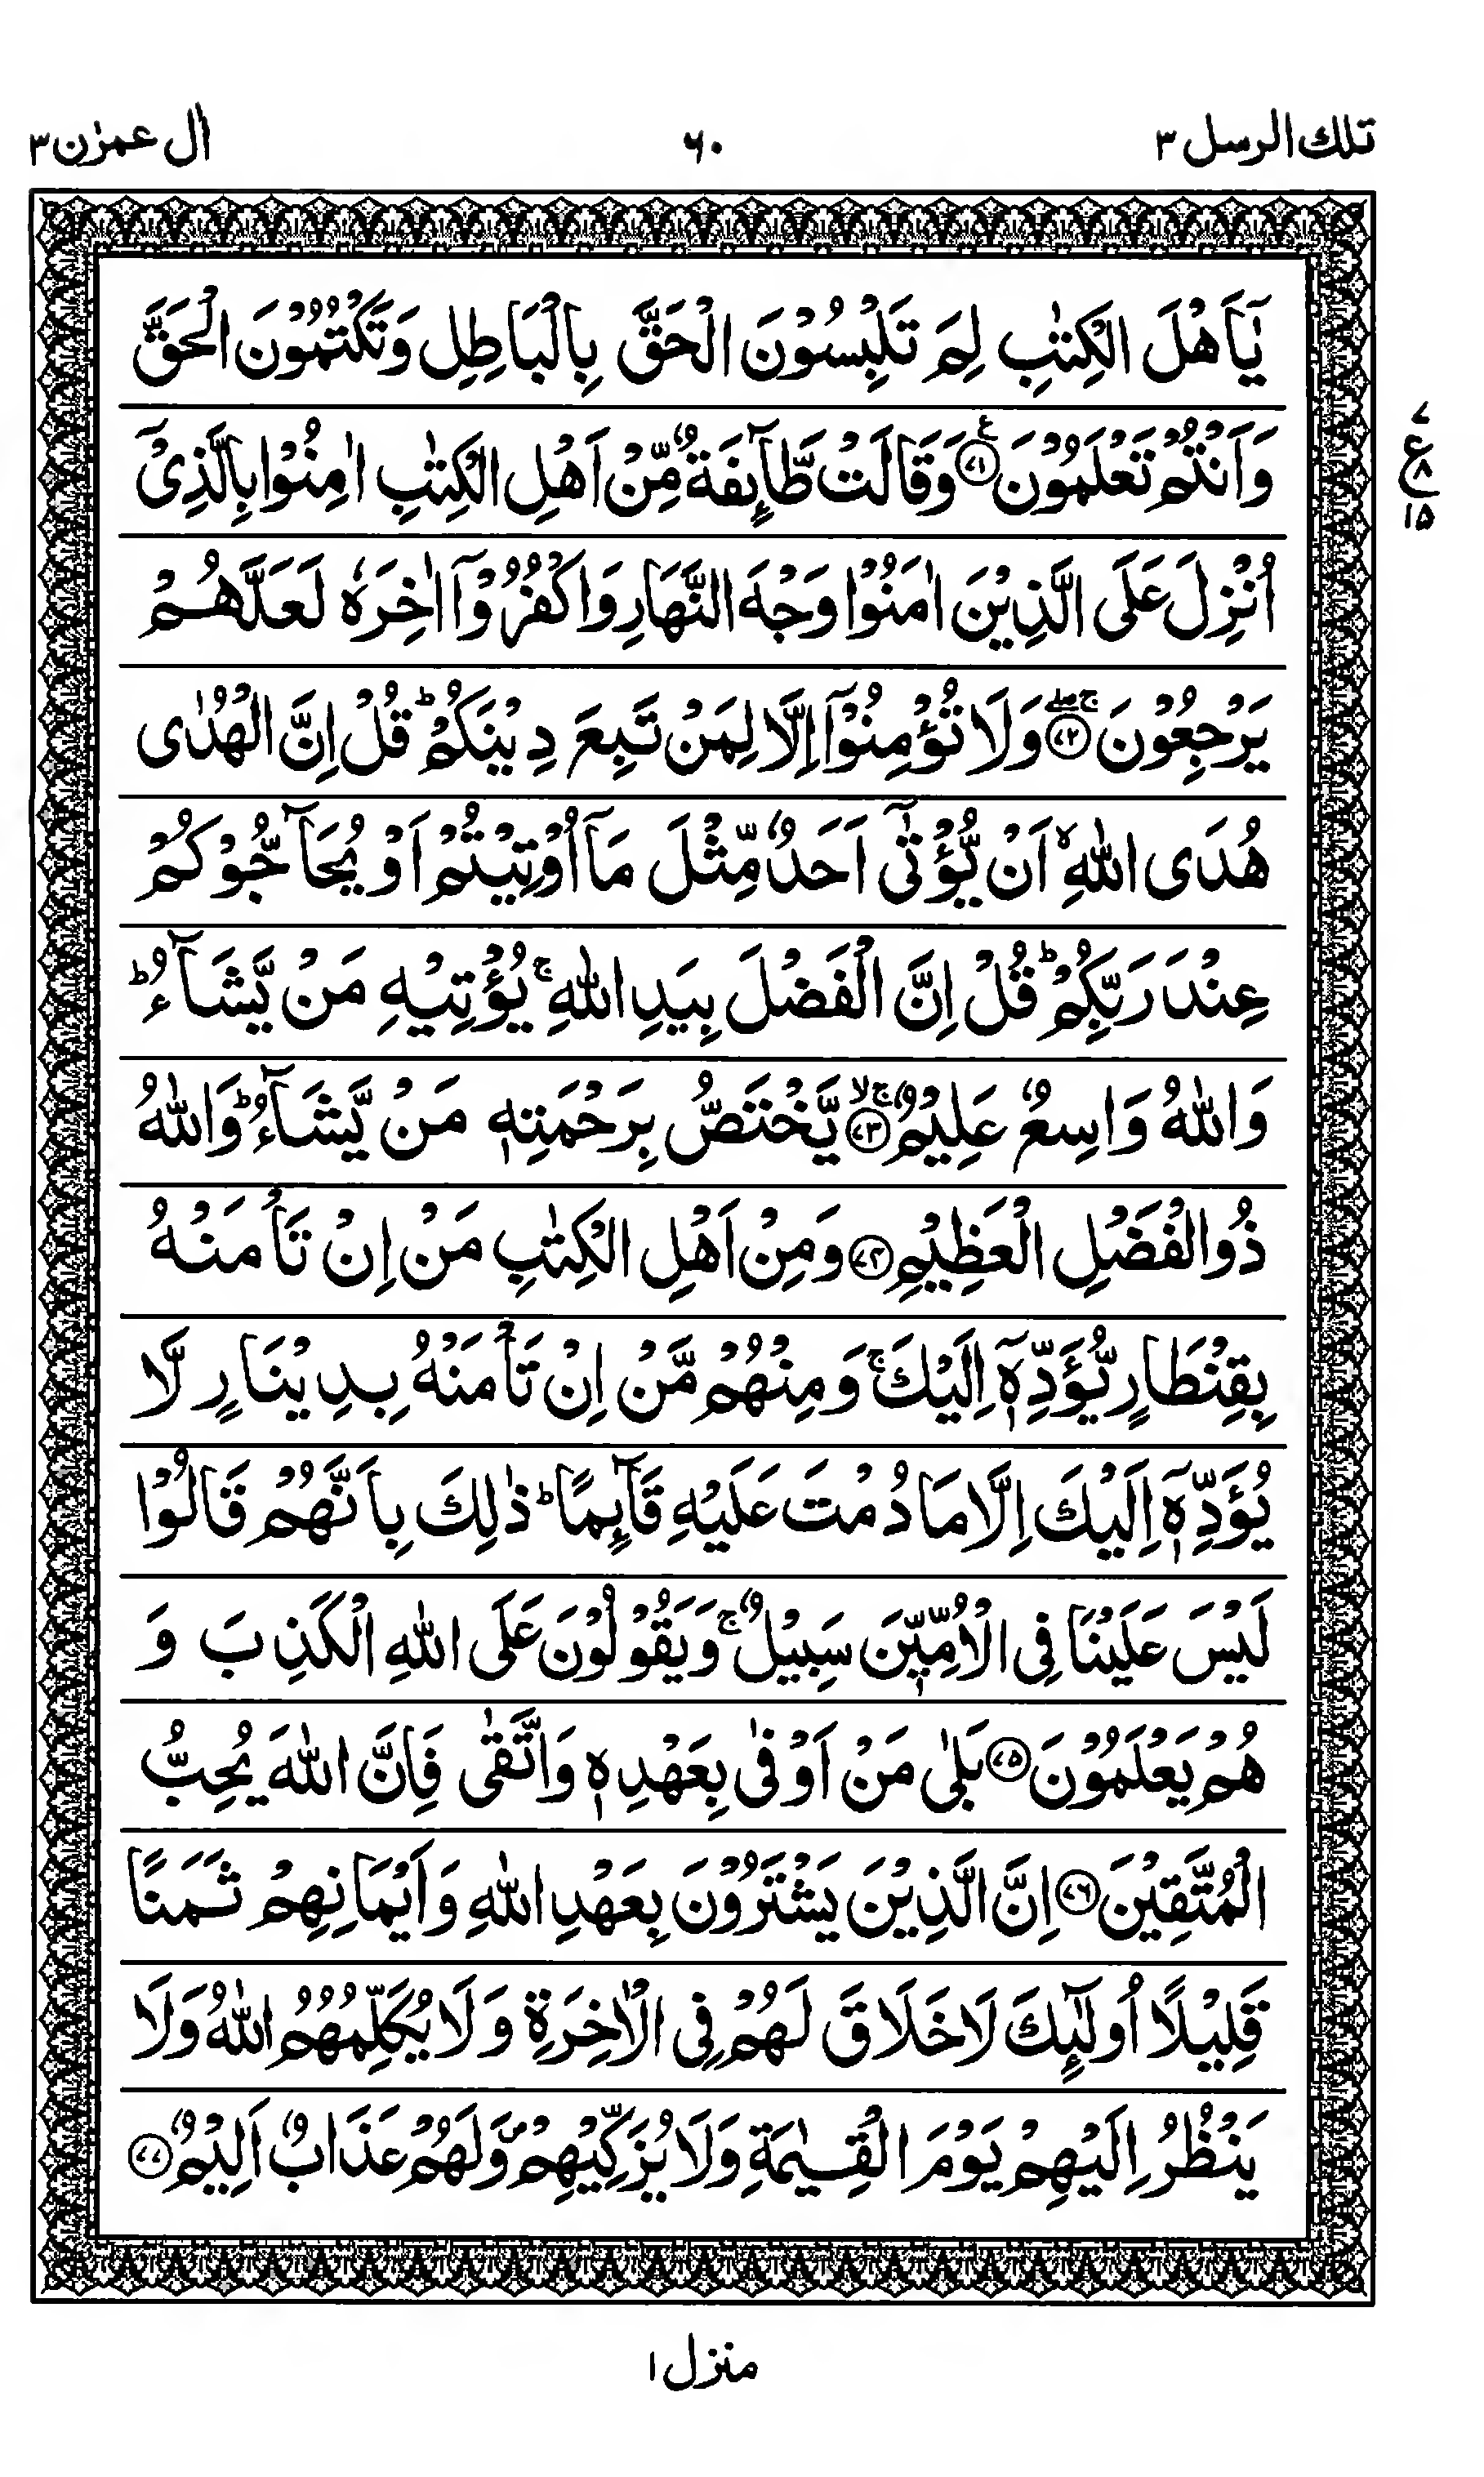 تلك الرسل ٣
٦٠
اٰل عمرٰن ٣
يٰٓاَهْلَ الْكِتٰبِ لِمَ تَلْبِسُوْنَ الْحَقَّ بِالْبَاطِلِ وَتَكْتُمُوْنَ الْحَقَّ
وَاَنْتُمْ تَعْلَمُوْنَ ﴿٧١﴾ؑ وَقَالَتْ طَّآئِفَةٌ مِّنْ اَهْلِ الْكِتٰبِ اٰمِنُوْا بِالَّذِيْٓ
٧
ع
٨
١٥
اُنْزِلَ عَلَى الَّذِيْنَ اٰمَنُوْا وَجْهَ النَّهَارِ وَاكْفُرُوْٓا اٰخِرَهٗ لَعَلَّهُمْ
يَرْجِعُوْنَ ﴿٧٢﴾ۚۖ وَلَا تُؤْمِنُوْٓا اِلَّا لِمَنْ تَبِعَ دِيْنَكُمْ ؕ قُلْ اِنَّ الْهُدٰى
هُدَى اللّٰهِ ۙ اَنْ يُّؤْتٰٓى اَحَدٌ مِّثْلَ مَآ اُوْتِيْتُمْ اَوْ يُحَآجُّوْكُمْ
عِنْدَ رَبِّكُمْ ؕ قُلْ اِنَّ الْفَضْلَ بِيَدِ اللّٰهِ ۚ يُؤْتِيْهِ مَنْ يَّشَآءُ ؕ
وَاللّٰهُ وَاسِعٌ عَلِيْمٌ ﴿٧٣﴾ۚۙ يَّخْتَصُّ بِرَحْمَتِهٖ مَنْ يَّشَآءُ ؕ وَاللّٰهُ
ذُو الْفَضْلِ الْعَظِيْمِ ﴿٧٤﴾ وَمِنْ اَهْلِ الْكِتٰبِ مَنْ اِنْ تَاْمَنْهُ
بِقِنْطَارٍ يُّؤَدِّهٖٓ اِلَيْكَ ۚ وَمِنْهُمْ مَّنْ اِنْ تَاْمَنْهُ بِدِيْنَارٍ لَّا
يُؤَدِّهٖٓ اِلَيْكَ اِلَّا مَا دُمْتَ عَلَيْهِ قَآئِمًا ؕ ذٰلِكَ بِاَنَّهُمْ قَالُوْا
لَيْسَ عَلَيْنَا فِى الْاُمِّيّٖنَ سَبِيْلٌ ۚ وَيَقُوْلُوْنَ عَلَى اللّٰهِ الْكَذِبَ وَ
هُمْ يَعْلَمُوْنَ ﴿٧٥﴾ بَلٰى مَنْ اَوْفٰى بِعَهْدِهٖ وَاتَّقٰى فَاِنَّ اللّٰهَ يُحِبُّ
الْمُتَّقِيْنَ ﴿٧٦﴾ اِنَّ الَّذِيْنَ يَشْتَرُوْنَ بِعَهْدِ اللّٰهِ وَاَيْمَانِهِمْ ثَمَنًا
قَلِيْلًا اُولٰٓئِكَ لَا خَلَاقَ لَهُمْ فِى الْاٰخِرَةِ وَلَا يُكَلِّمُهُمُ اللّٰهُ وَلَا
يَنْظُرُ اِلَيْهِمْ يَوْمَ الْقِيٰمَةِ وَلَا يُزَكِّيْهِمْ ۪ وَلَهُمْ عَذَابٌ اَلِيْمٌ ﴿٧٧﴾
منزل ١